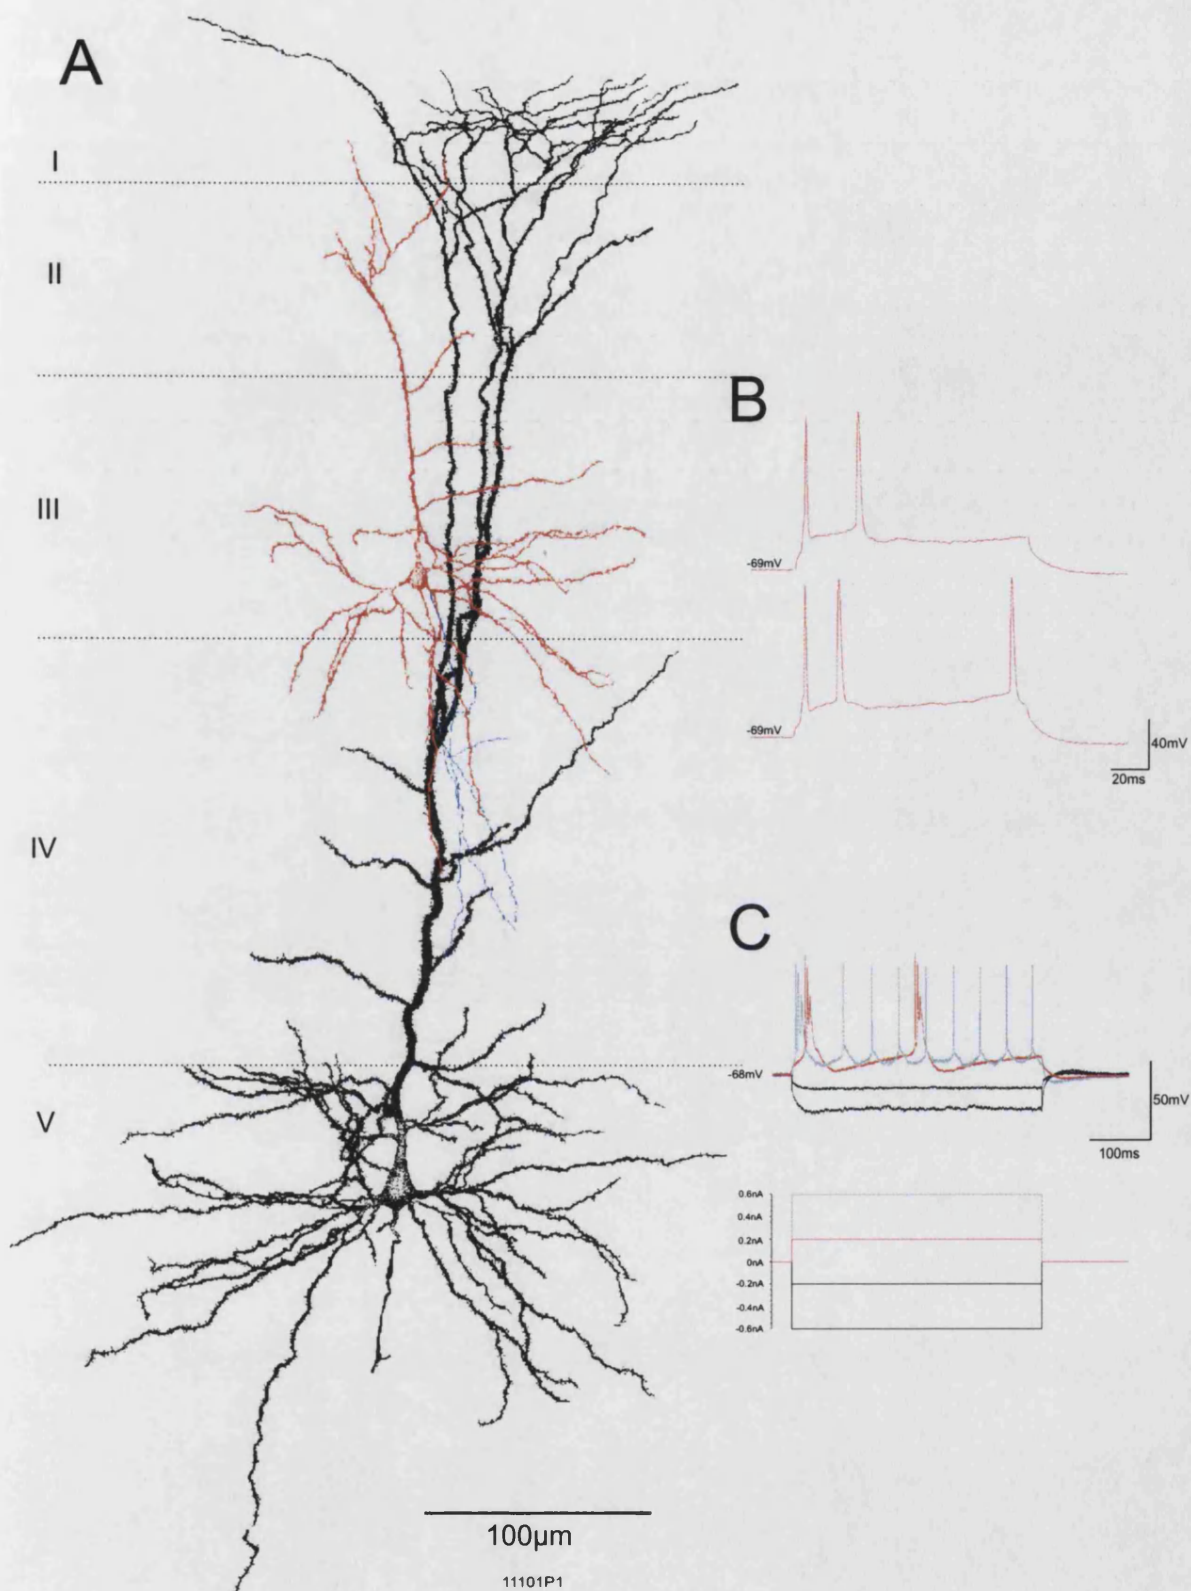 A
I
II
III
IV
V
B
-69mV
-69mV
40mV
20ms
C
-68mV
50mV
100ms
0.6nA
0.4nA
0.2nA
0nA
-0.2nA
-0.4nA
-0.6nA
100µm
11101P1